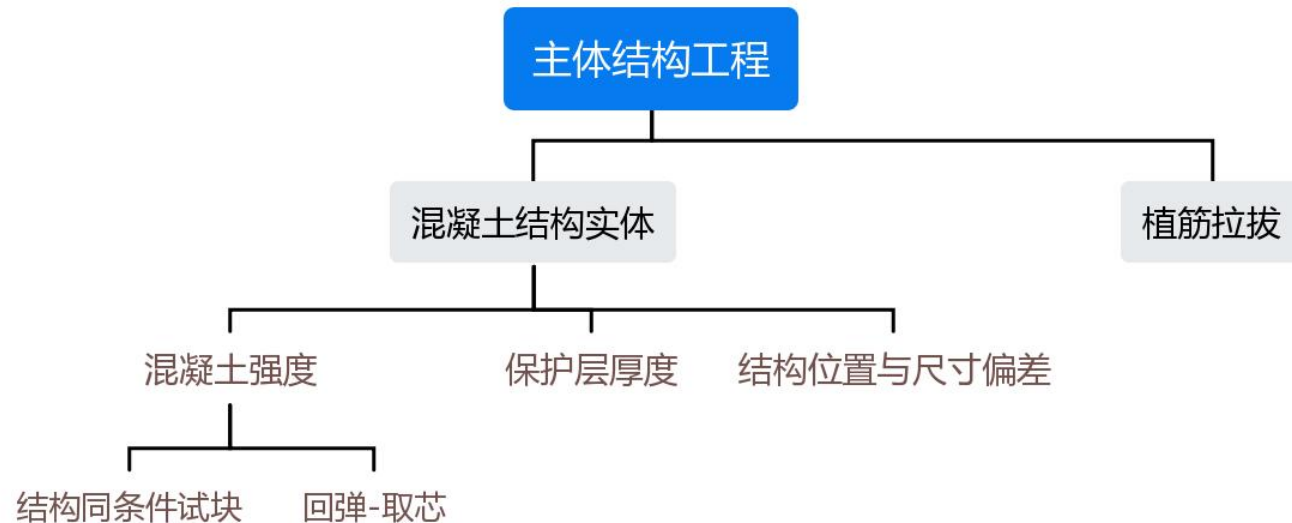 主体结构工程
混凝土结构实体
植筋拉拔
混凝土强度
保护层厚度
结构位置与尺寸偏差
结构同条件试块
回弹-取芯